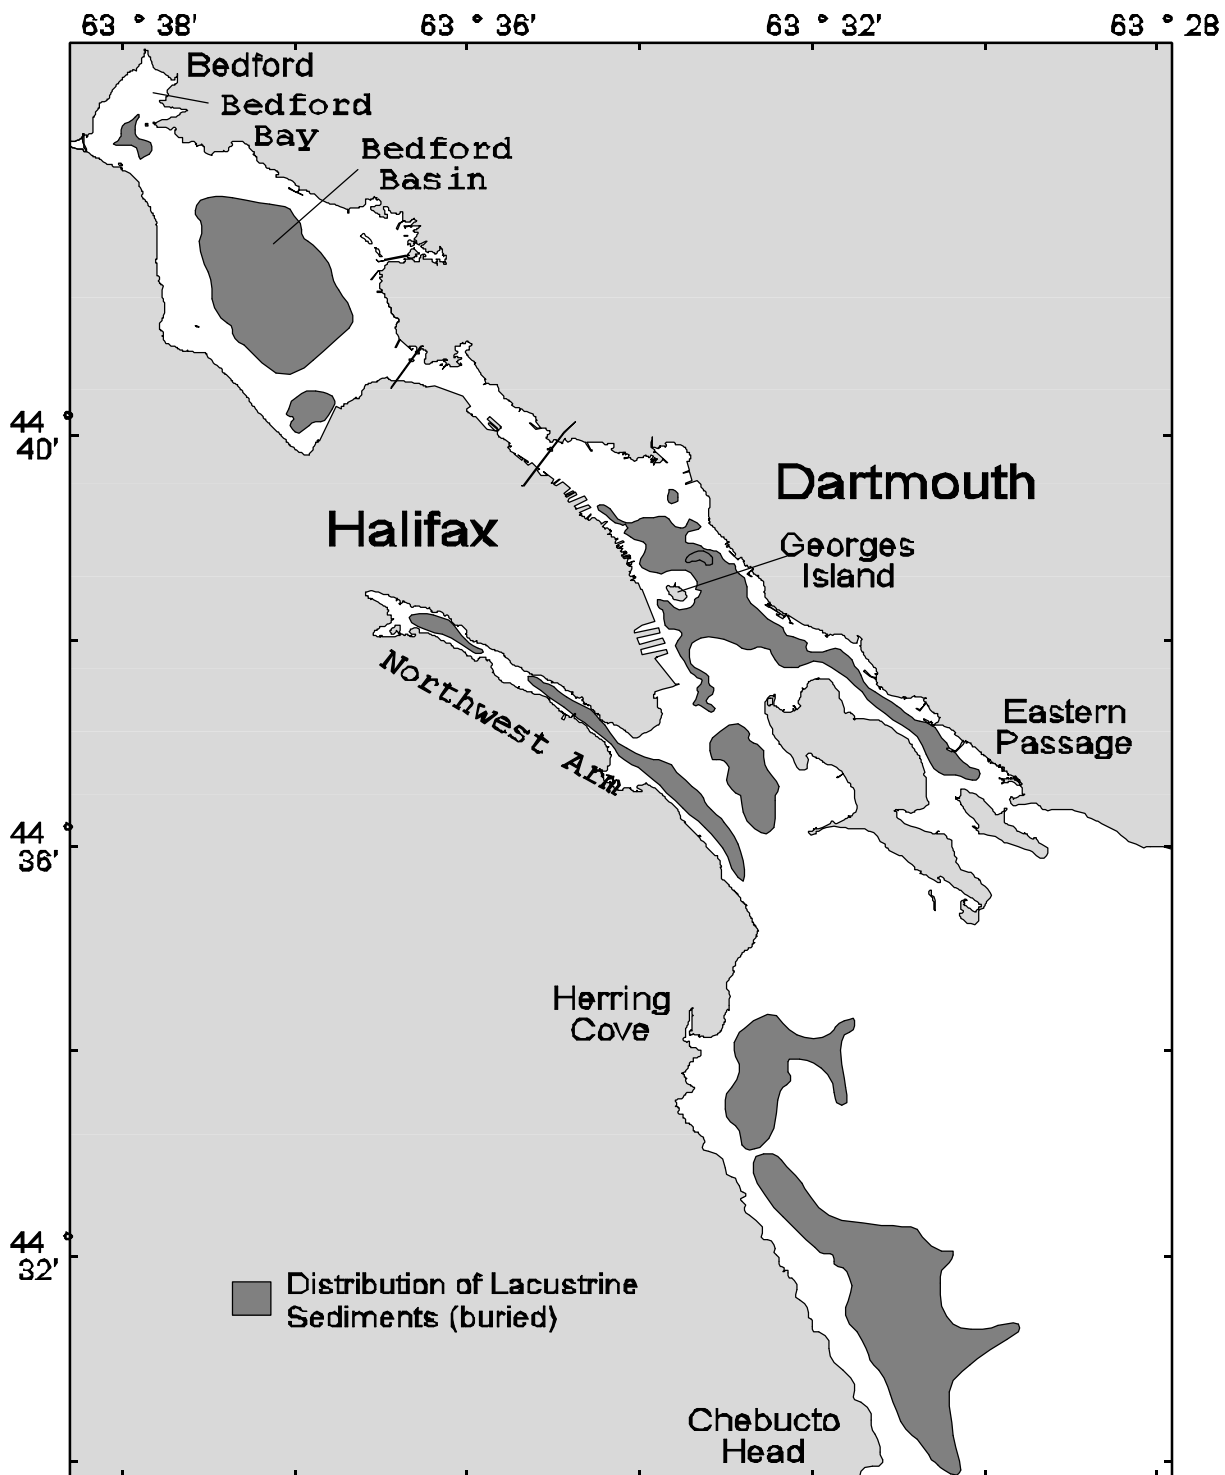 63 ° 38'
63 ° 36'
63 ° 32'
63 ° 28
Bedford
Bedford
Bay
Bedford
Basin
44 °
40'
Dartmouth
Halifax
Georges
Island
Northwest Arm
Eastern
Passage
44 °
36'
Herring
Cove
44 °
32'
Distribution of Lacustrine
Sediments (buried)
Chebucto
Head